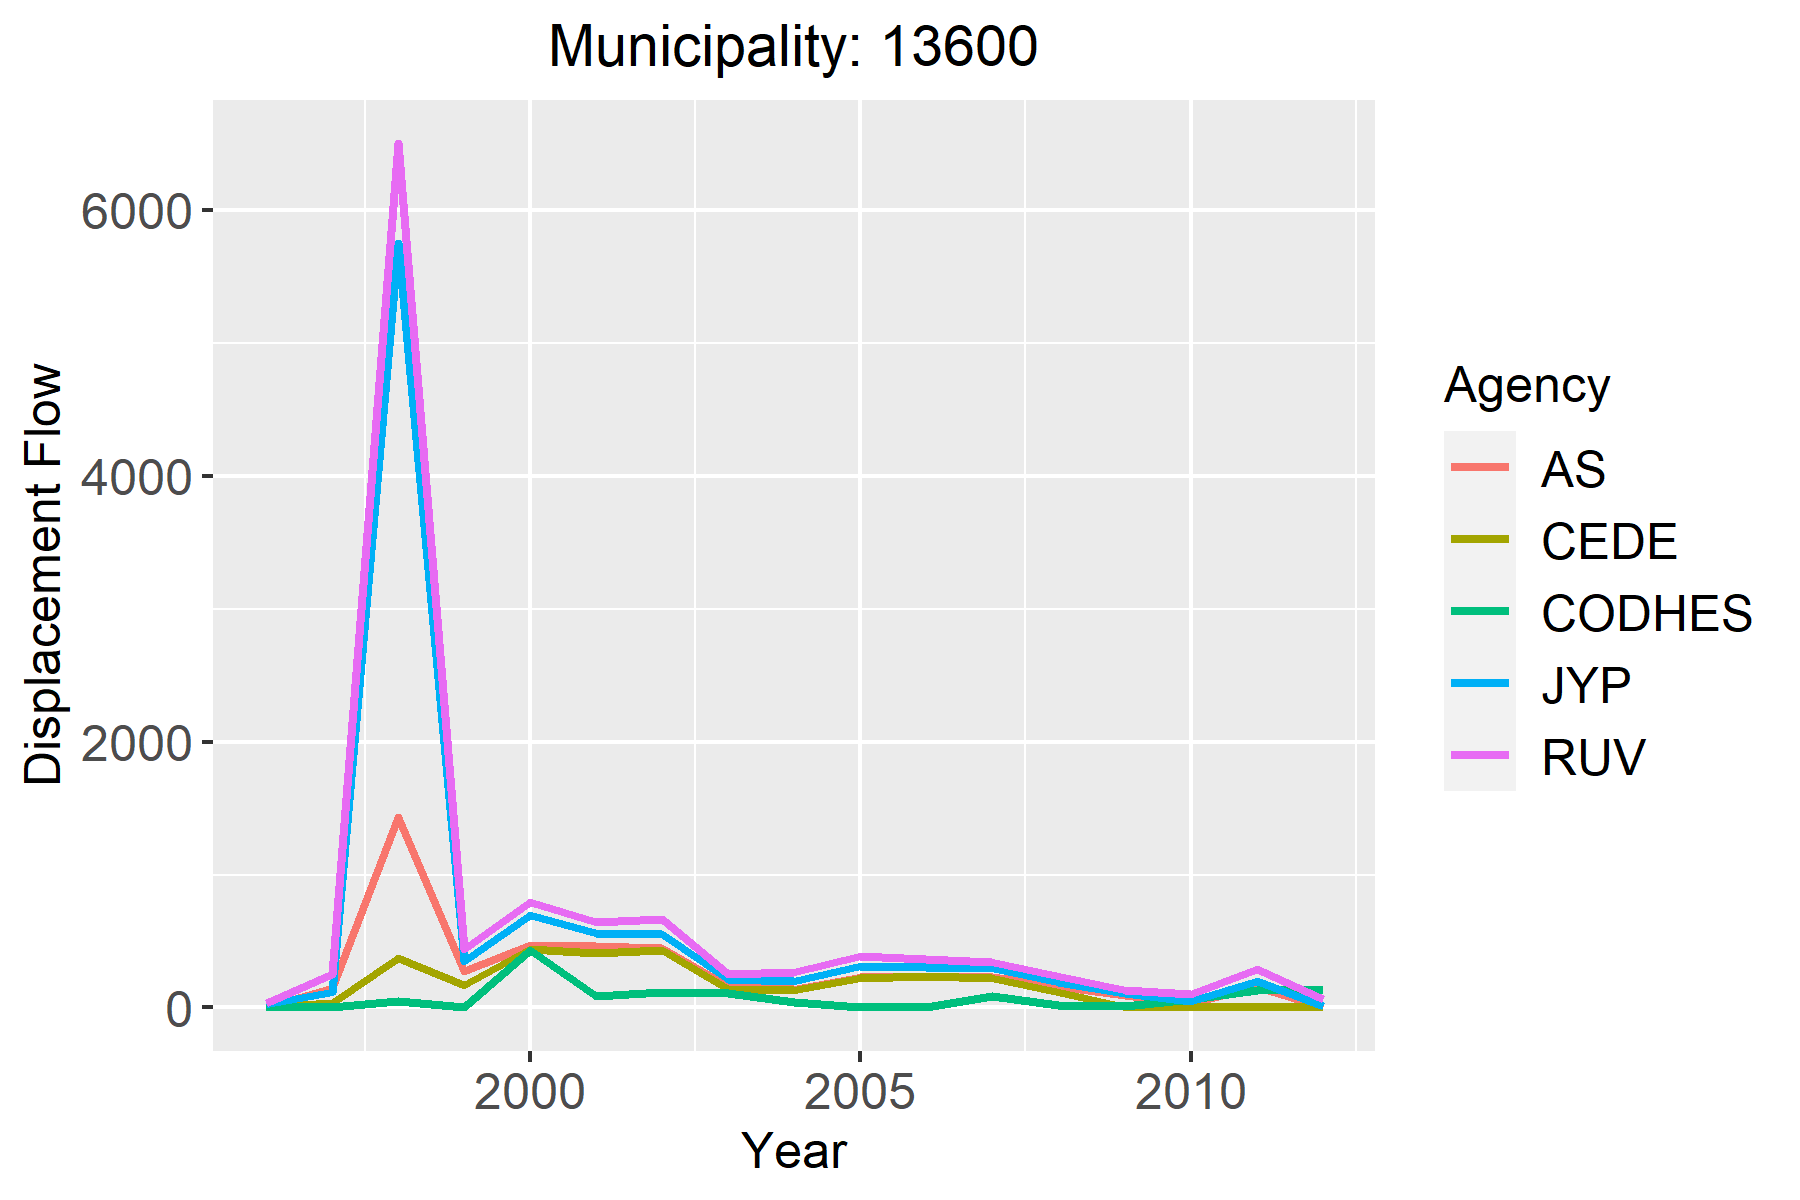 Municipality: 13600
Displacement Flow
6000
4000
2000
0
2000 2005 2010
Year
Agency
AS
CEDE
CODHES
JYP
RUV